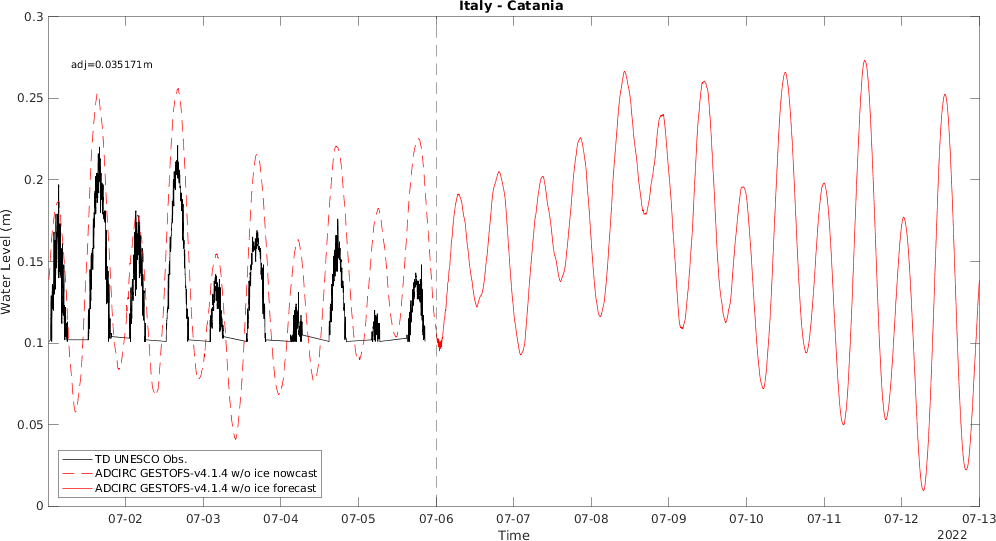 Italy - Catania
0.3
adj=0.035171m
0.25
0.2
0.15
0.1
0.05
0
Water Level (m)
TD UNESCO Obs.
ADCIRC GESTOFS-v4.1.4 w/o ice nowcast
ADCIRC GESTOFS-v4.1.4 w/o ice forecast
07-02 07-03 07-04 07-05 07-06 07-07 07-08 07-09 07-10 07-11 07-12 07-13
Time
2022